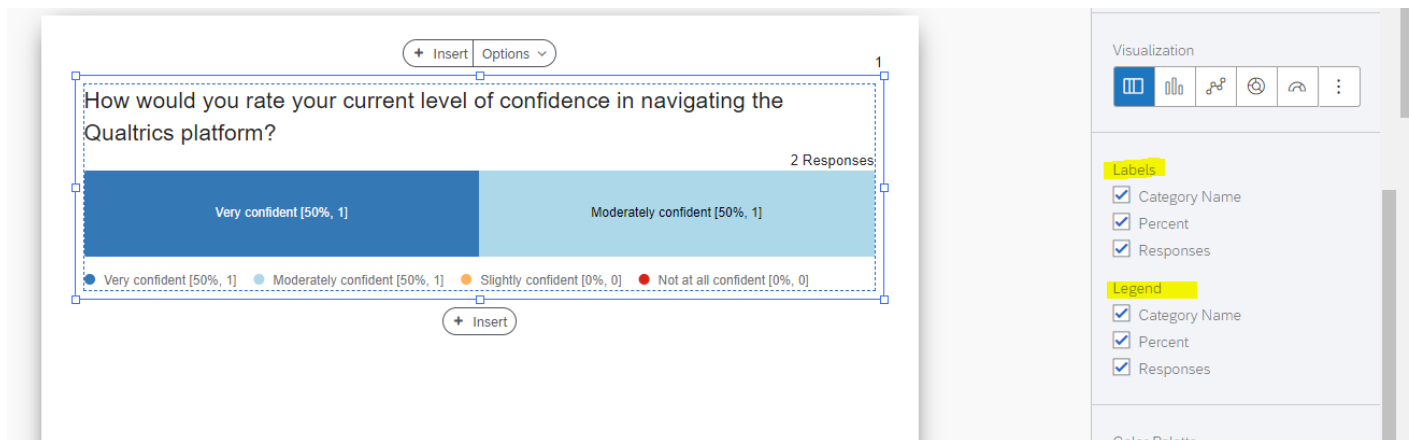 + Insert Options
1
How would you rate your current level of confidence in navigating the
Qualtrics platform?
2 Responses
Very confident [50%, 1] Moderately confident [50%, 1]
Very confident [50%, 1] Moderately confident [50%, 1] Slightly confident [0%, 0] Not at all confident [0%, 0]
+ Insert
Visualization
Labels
Category Name
Percent
Responses
Legend
Category Name
Percent
Responses